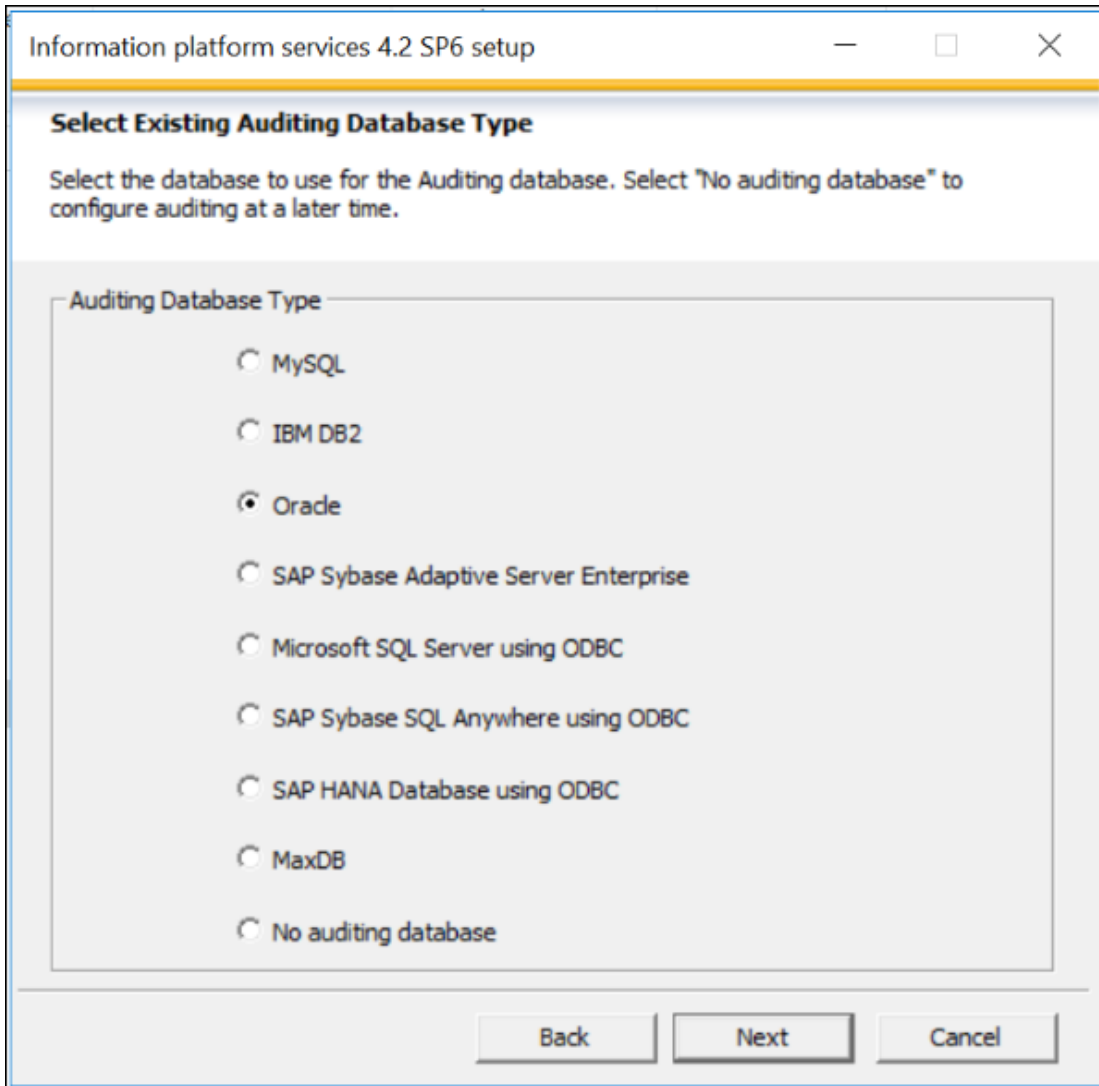 Information platform services 4.2 SP6 setup
Select Existing Auditing Database Type
Select the database to use for the Auditing database. Select "No auditing database" to
configure auditing at a later time.
Auditing Database Type
MySQL
IBM DB2
Oracle
SAP Sybase Adaptive Server Enterprise
Microsoft SQL Server using ODBC
SAP Sybase SQL Anywhere using ODBC
SAP HANA Database using ODBC
MaxDB
No auditing database
Back Next Cancel